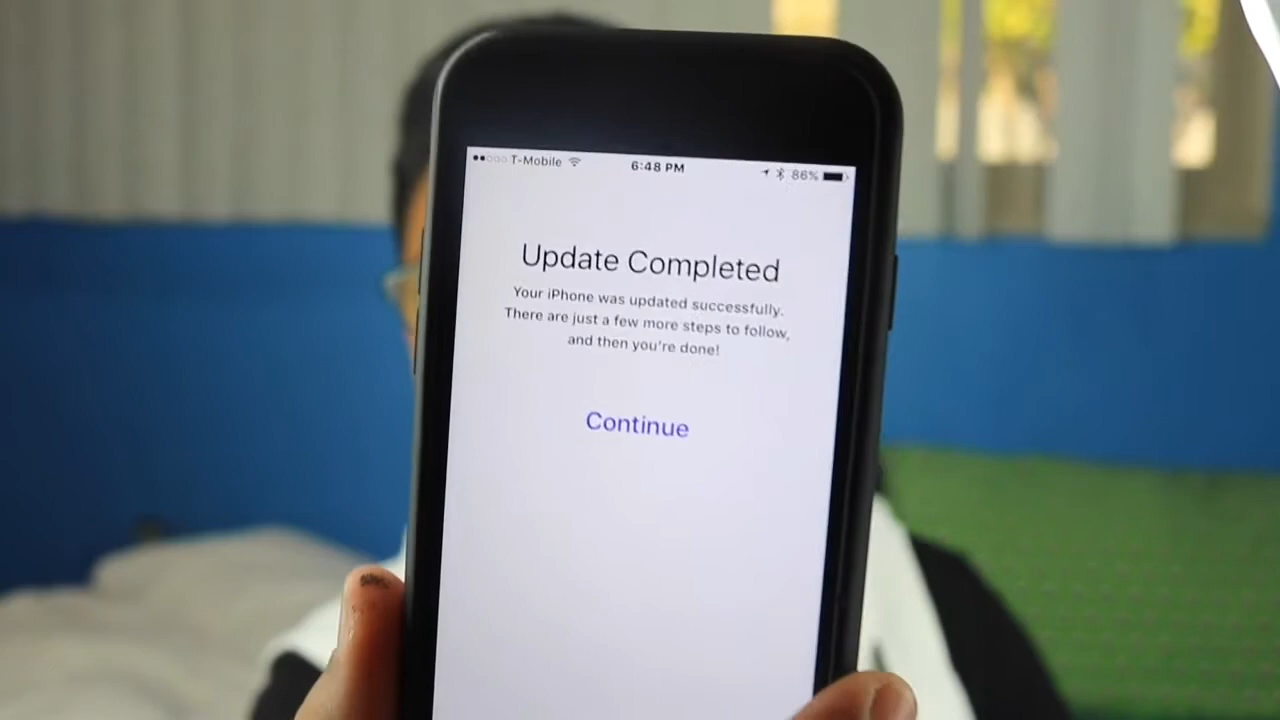 T-Mobile 6:48 PM 86%
Update Completed
Your iPhone was updated successfully.
There are just a few more steps to follow,
and then you're done!
Continue